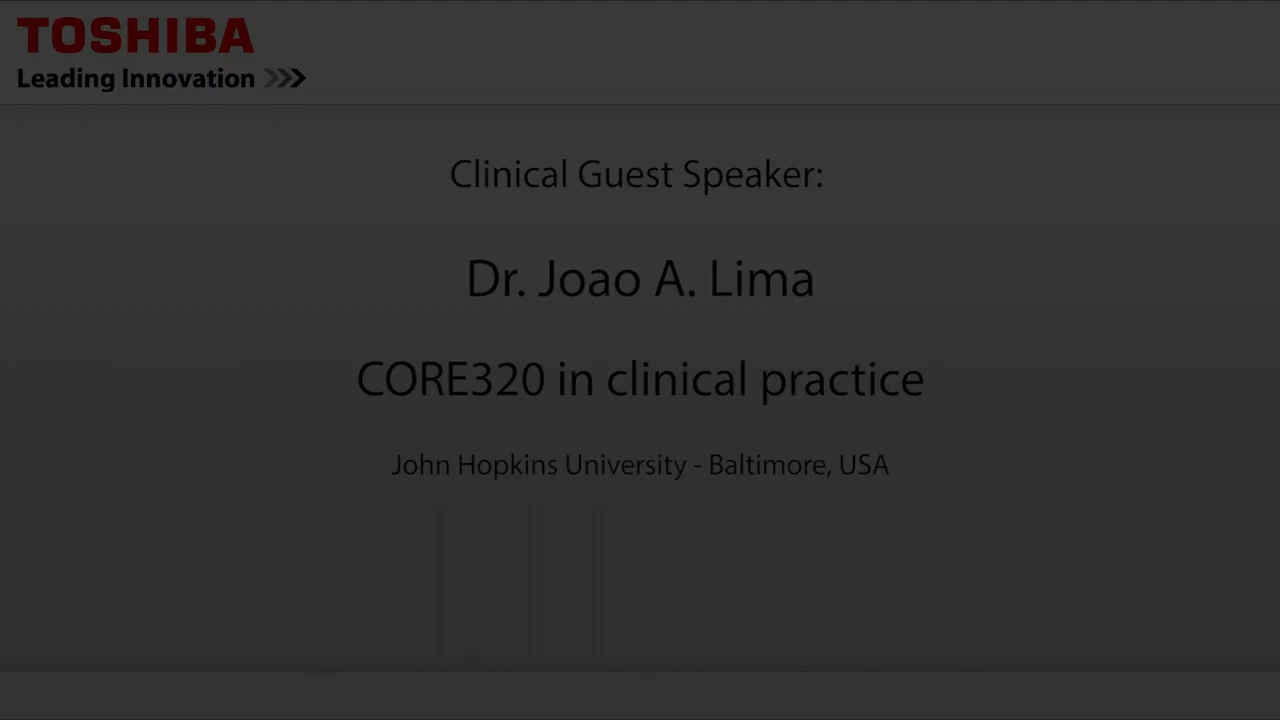 TOSHIBA
Leading Innovation
Clinical Guest Speaker:
Dr. Joao A. Lima
CORE320 in clinical practice
John Hopkins University - Baltimore, USA